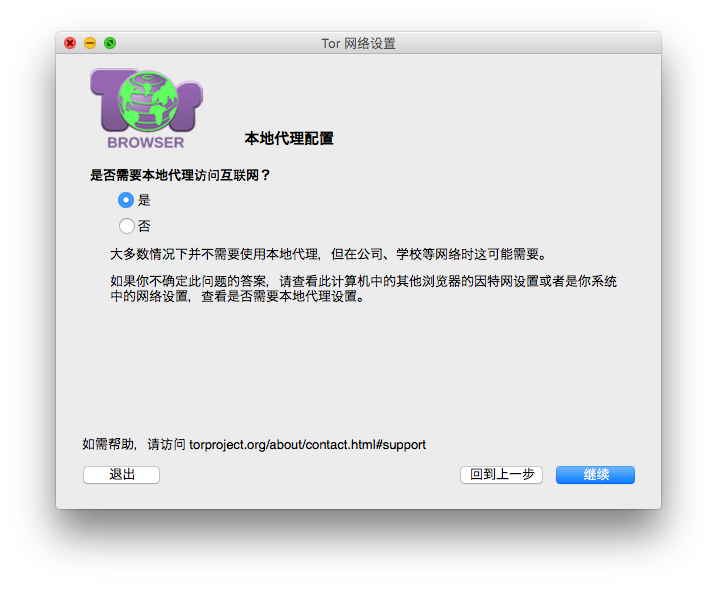 Tor 网络设置
Tor
BROWSER
本地代理配置
是否需要本地代理访问互联网？
是
否
大多数情况下并不需要使用本地代理，但在公司、学校等网络时这可能需要。
如果你不确定此问题的答案，请查看此计算机中的其他浏览器的因特网设置或者是你系统
中的网络设置，查看是否需要本地代理设置。
如需帮助，请访问 torproject.org/about/contact.html#support
退出
回到上一步
继续